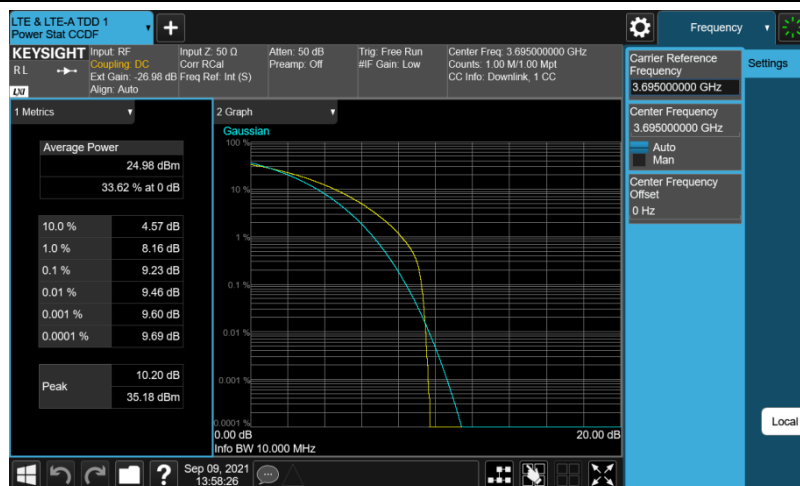 LTE & LTE-A TDD 1
Power Stat CCDF
Frequency
KEYSIGHT
R L
LXI
Input: RF
Coupling: DC
Ext Gain: -26.98 dB
Align: Auto
Input Z: 50 Ω
Corr RCal
Freq Ref: Int (S)
Atten: 50 dB
Preamp: Off
Trig: Free Run
#IF Gain: Low
Center Freq: 3.695000000 GHz
Counts: 1.00 M/1.00 Mpt
CC Info: Downlink, 1 CC
1 Metrics
Average Power
24.98 dBm
33.62 % at 0 dB
10.0 % 4.57 dB
1.0 % 8.16 dB
0.1 % 9.23 dB
0.01 % 9.46 dB
0.001 % 9.60 dB
0.0001 % 9.69 dB
Peak
10.20 dB
35.18 dBm
2 Graph
Gaussian
100 %
10 %
1 %
0.1 %
0.01 %
0.001 %
0.0001 %
0.00 dB
20.00 dB
Info BW 10.000 MHz
Carrier Reference
Frequency
3.695000000 GHz
Center Frequency
3.695000000 GHz
Auto
Man
Center Frequency
Offset
0 Hz
Settings
Local
?
Sep 09, 2021
13:58:26